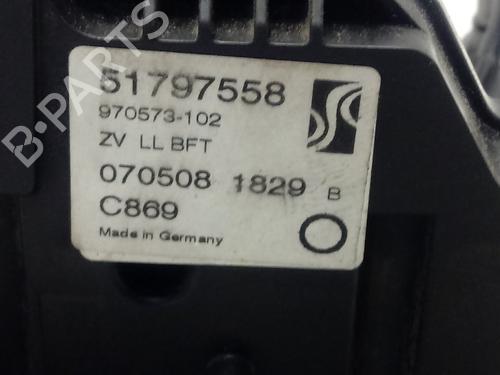 51797558
970573-102
ZV LL BFT
070508 1829 B
C869
Made in Germany
B-PARTS